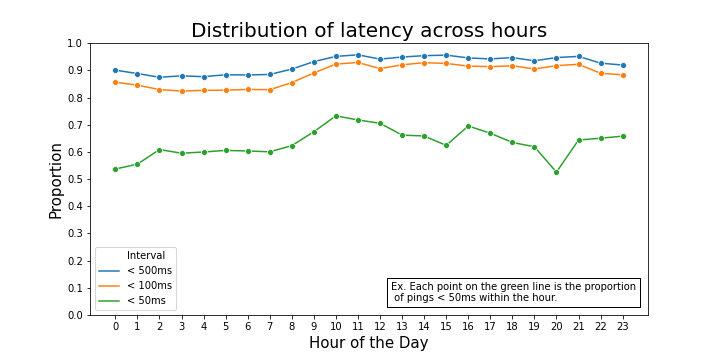 Distribution of latency across hours
1.0
0.9
0.8
0.7
0.6
0.5
0.4
0.3
0.2
0.1
0.0
Proportion
Interval
< 500ms
< 100ms
< 50ms
Ex. Each point on the green line is the proportion
of pings < 50ms within the hour.
0 1 2 3 4 5 6 7 8 9 10 11 12 13 14 15 16 17 18 19 20 21 22 23
Hour of the Day